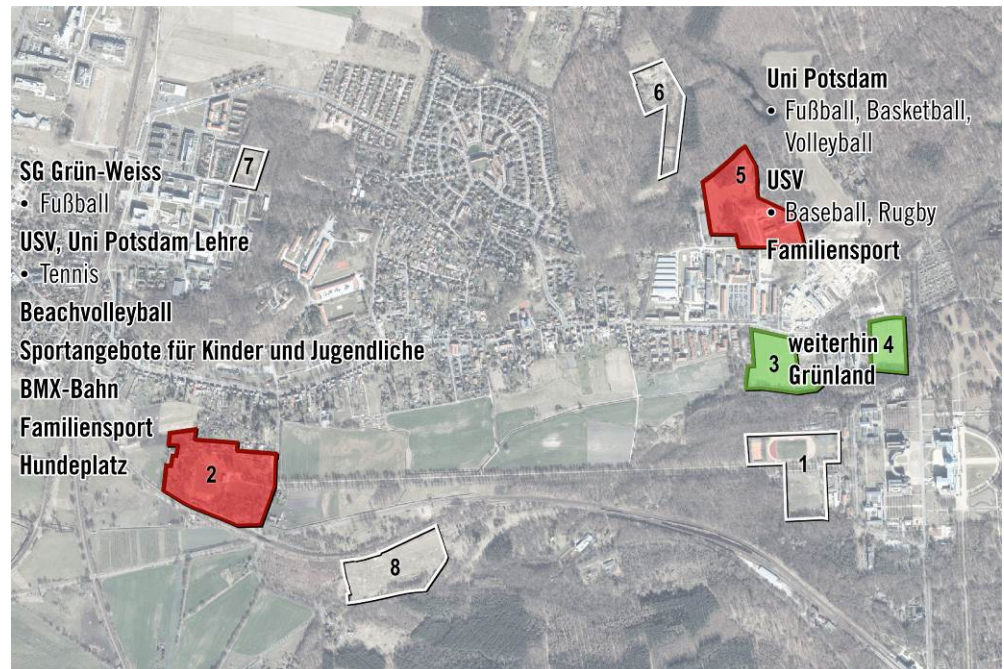 SG Grün-Weiss
• Fußball
USV, Uni Potsdam Lehre
• Tennis
Beachvolleyball
Sportangebote für Kinder und Jugendliche
BMX-Bahn
Familiensport
Hundeplatz
Uni Potsdam
• Fußball, Basketball,
Volleyball
USV
• Baseball, Rugby
Familiensport
weiterhin
Grünland
7
6
5
3
4
1
2
8